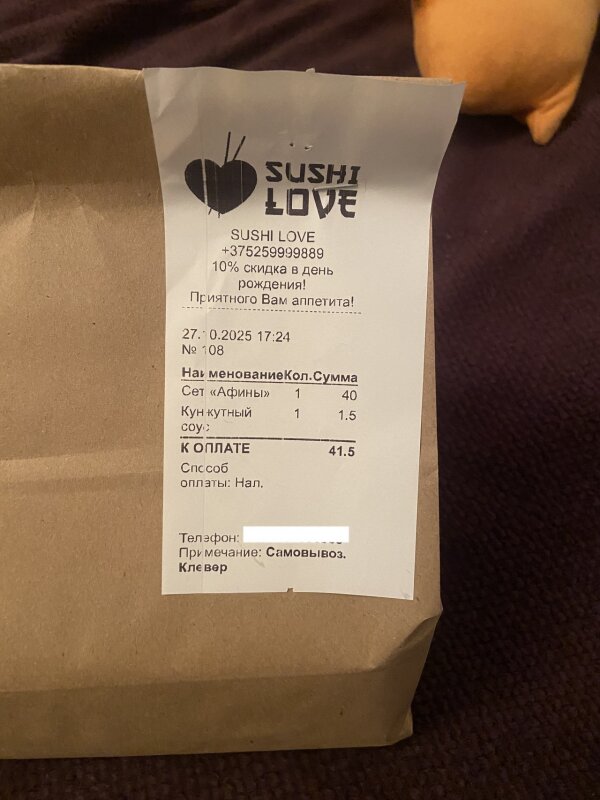 SUSHI
LOVE
SUSHI LOVE
+375259999889
10% скидка в день
рождения!
Приятного Вам аппетита!
27.10.2025 17:24
№ 108
НаименованиеКол.Сумма
Сет «Афины» 1 40
Кунжутный 1 1.5
соус
К ОПЛАТЕ 41.5
Способ
оплаты: Нал.
Телефон:
Примечание: Самовывоз.
Клевер